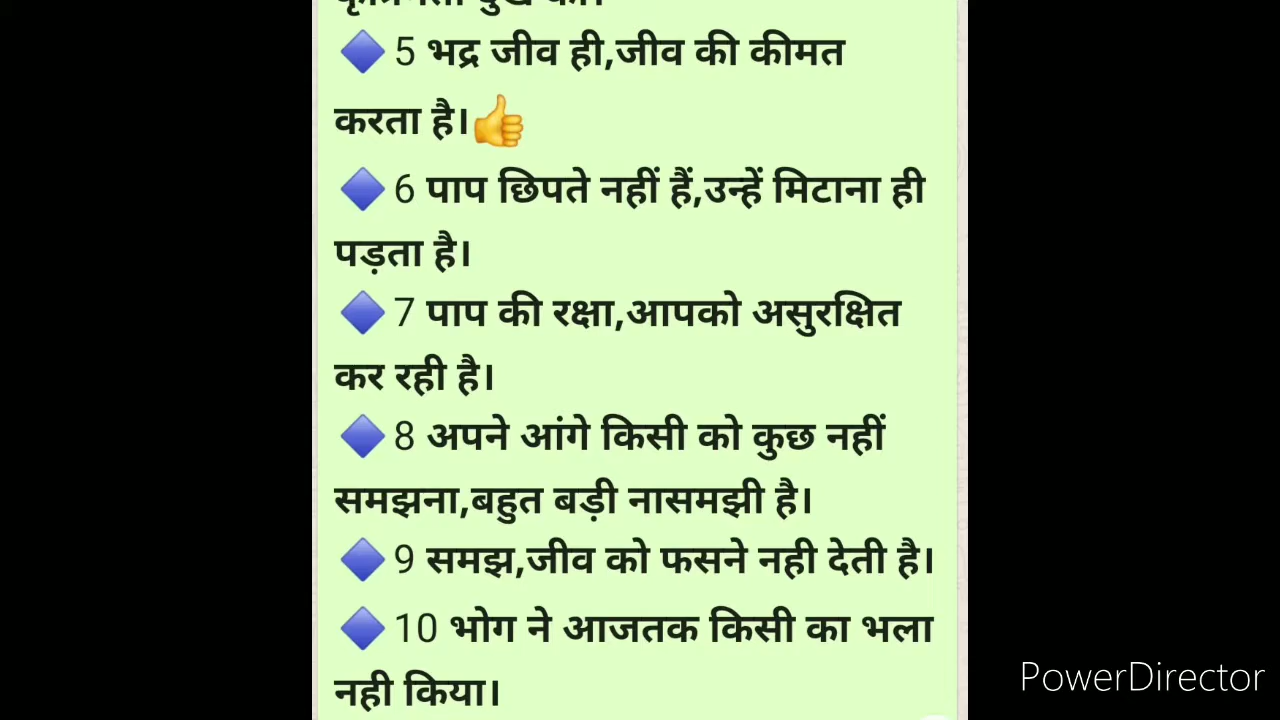 🔷5 भद्र जीव ही,जीव की कीमत
करता है।👍
🔷6 पाप छिपते नहीं हैं,उन्हें मिटाना ही
पड़ता है।
🔷7 पाप की रक्षा,आपको असुरक्षित
कर रही है।
🔷8 अपने आंगे किसी को कुछ नहीं
समझना,बहुत बड़ी नासमझी है।
🔷9 समझ,जीव को फसने नही देती है।
🔷10 भोग ने आजतक किसी का भला
नही किया।
PowerDirector